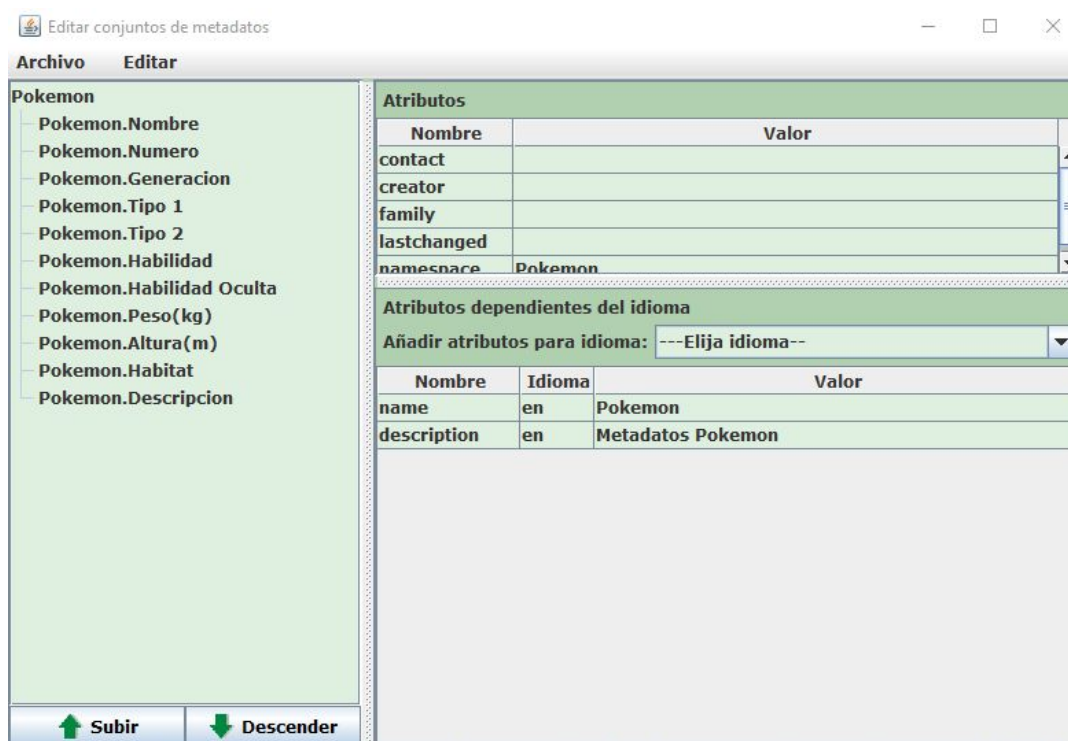 Editar conjuntos de metadatos
Archivo Editar
Pokemon
Pokemon.Nombre
Pokemon.Numero
Pokemon.Generacion
Pokemon.Tipo 1
Pokemon.Tipo 2
Pokemon.Habilidad
Pokemon.Habilidad Oculta
Pokemon.Peso(kg)
Pokemon.Altura(m)
Pokemon.Habitat
Pokemon.Descripcion
Subir Descender
Atributos
Nombre Valor
contact
creator
family
lastchanged
namespace Pokemon
Atributos dependientes del idioma
Añadir atributos para idioma: ---Elija idioma--
Nombre Idioma Valor
name en Pokemon
description en Metadatos Pokemon